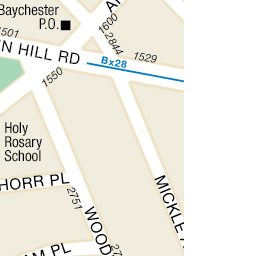 Baychester
P.O.
1600
2844
1501
N HILL RD
Bx28
1529
1550
Holy
Rosary
School
HORR PL
2751
WOOD
MICKLE A
PL